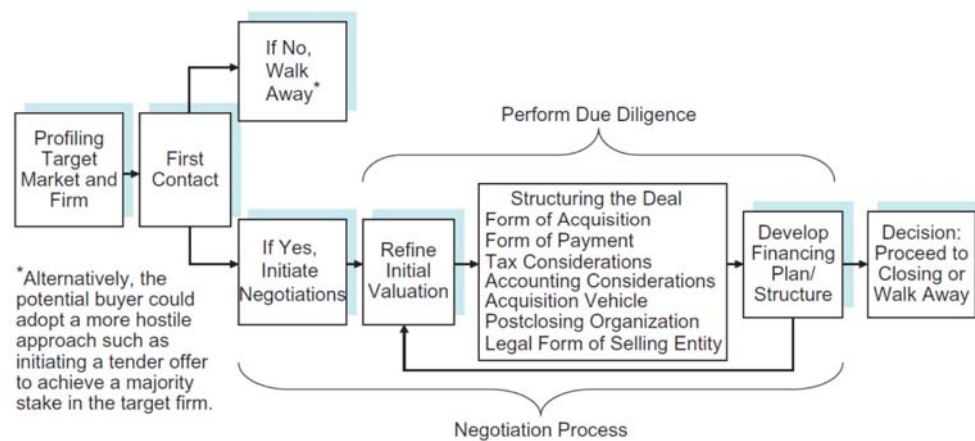 If No,
Walk
Away*
Perform Due Diligence
Profiling
Target
Market and
Firm
First
Contact
Structuring the Deal
Form of Acquisition
Form of Payment
Tax Considerations
Accounting Considerations
Acquisition Vehicle
Postclosing Organization
Legal Form of Selling Entity
If Yes,
Initiate
Negotiations
Refine
Initial
Valuation
Develop
Financing
Plan/
Structure
Decision:
Proceed to
Closing or
Walk Away
*Alternatively, the
potential buyer could
adopt a more hostile
approach such as
initiating a tender offer
to achieve a majority
stake in the target firm.
Negotiation Process